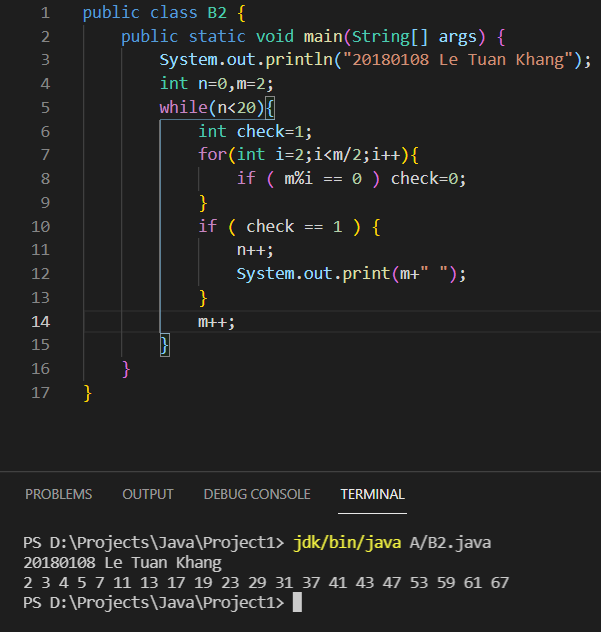 1 public class B2 {
2 public static void main(String[] args) {
3 System.out.println("20180108 Le Tuan Khang");
4 int n=0,m=2;
5 while(n<20){
6 int check=1;
7 for(int i=2;i<m/2;i++){
8 if ( m%i == 0 ) check=0;
9 }
10 if ( check == 1 ) {
11 n++;
12 System.out.print(m+" ");
13 }
14 m++;
15 }
16 }
17 }
PROBLEMS OUTPUT DEBUG CONSOLE TERMINAL
PS D:\Projects\Java\Project1> jdk/bin/java A/B2.java
20180108 Le Tuan Khang
2 3 4 5 7 11 13 17 19 23 29 31 37 41 43 47 53 59 61 67
PS D:\Projects\Java\Project1>